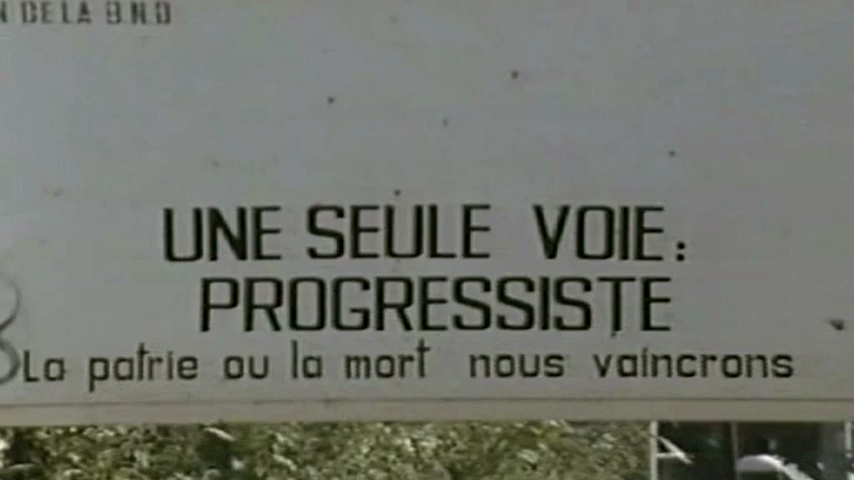 DE LA B.N.D
UNE SEULE VOIE:
PROGRESSISTE
La patrie ou la mort nous vaincrons